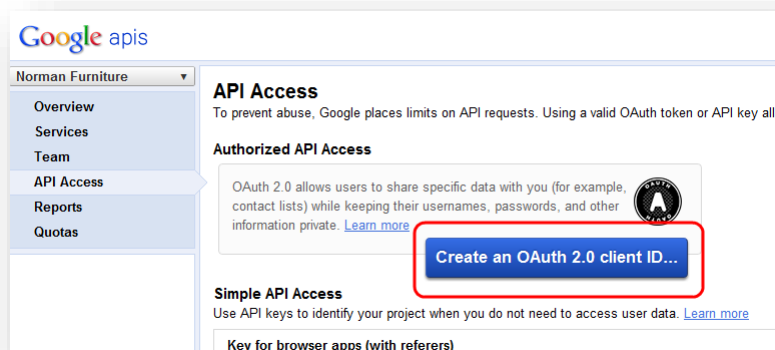 Google apis
Norman Furniture
Overview
Services
Team
API Access
Reports
Quotas
API Access
To prevent abuse, Google places limits on API requests. Using a valid OAuth token or API key all
Authorized API Access
OAuth 2.0 allows users to share specific data with you (for example,
contact lists) while keeping their usernames, passwords, and other
information private. Learn more
OAUTH
A
OAUTH
Create an OAuth 2.0 client ID...
Simple API Access
Use API keys to identify your project when you do not need to access user data. Learn more
Key for browser apps (with referers)